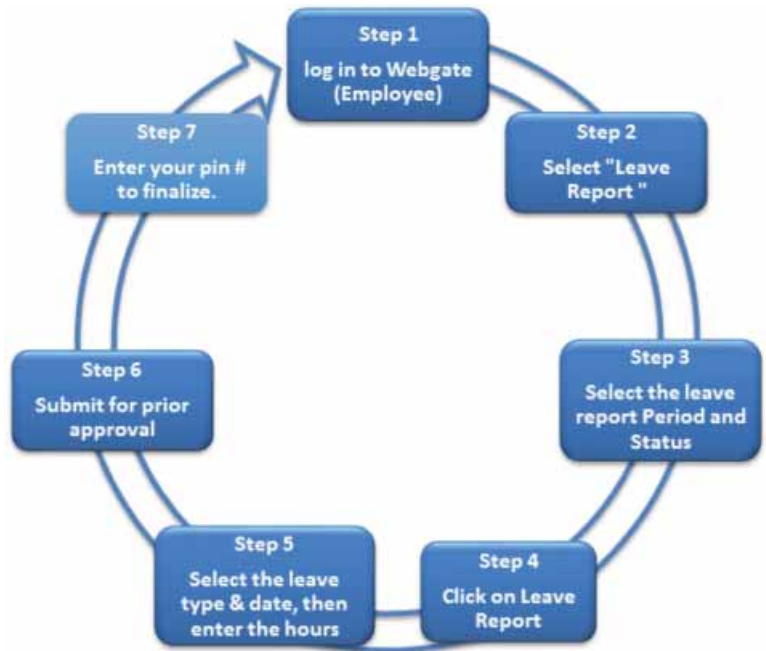 Step 1
log in to Webgate
(Employee)
Step 2
Select "Leave
Report "
Step 3
Select the leave
report Period and
Status
Step 4
Click on Leave
Report
Step 5
Select the leave
type & date, then
enter the hours
Step 6
Submit for prior
approval
Step 7
Enter your pin #
to finalize.